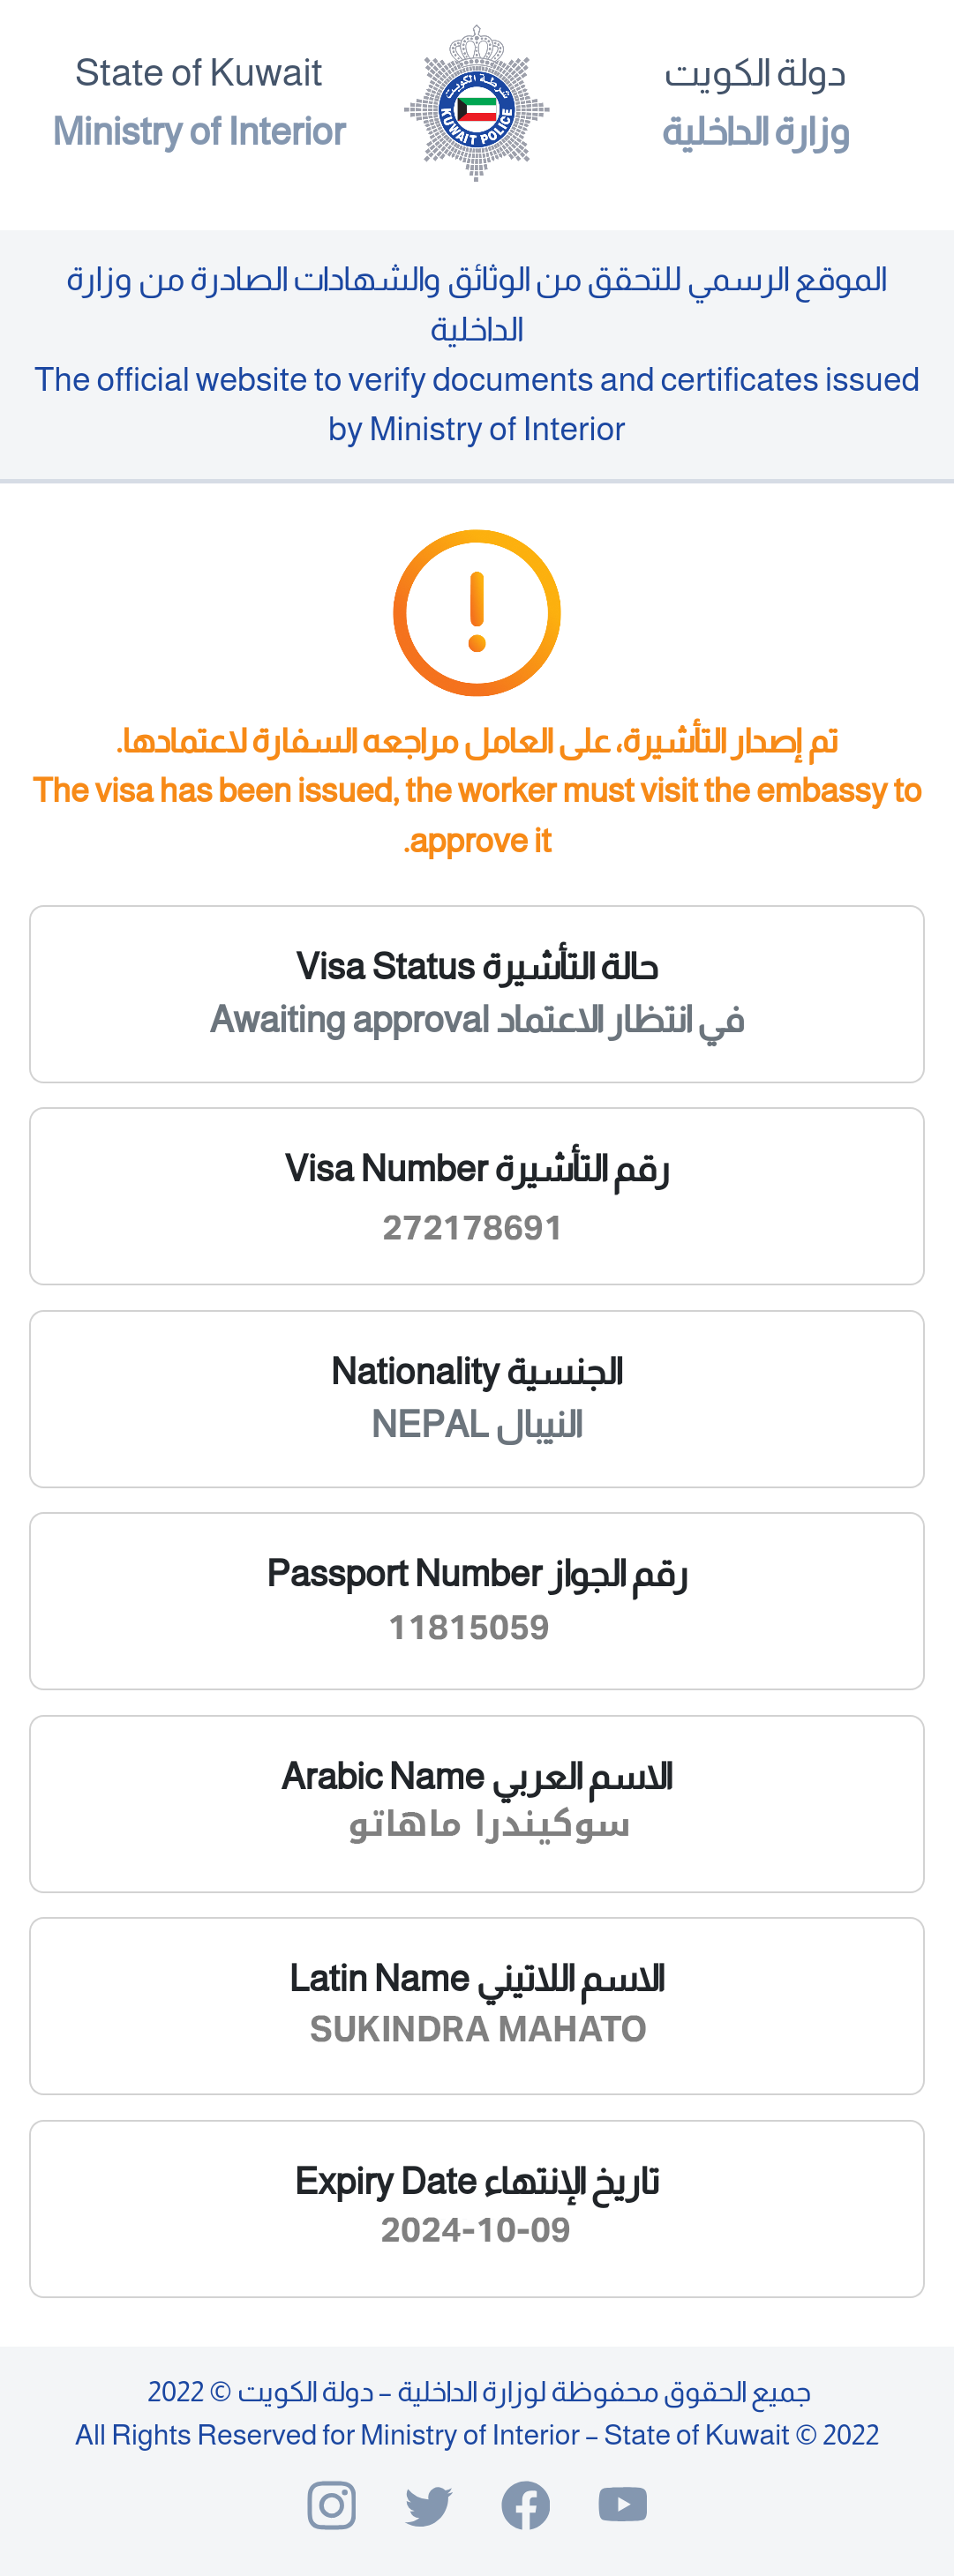 State of Kuwait
Ministry of Interior
شرطة الكويت
KUWAIT POLICE
دولة الكويت
وزارة الداخلية
الموقع الرسمي للتحقق من الوثائق والشهادات الصادرة من وزارة
الداخلية
The official website to verify documents and certificates issued
by Ministry of Interior
تم إصدار التأشيرة، على العامل مراجعه السفارة لاعتمادها.
The visa has been issued, the worker must visit the embassy to
.approve it
Visa Status حالة التأشيرة
Awaiting approval في انتظار الاعتماد
Visa Number رقم التأشيرة
272178691
Nationality الجنسية
NEPAL النيبال
Passport Number رقم الجواز
11815059
Arabic Name الاسم العربي
سوكيندرا ماهاتو
Latin Name الاسم اللاتيني
SUKINDRA MAHATO
Expiry Date تاريخ الإنتهاء
2024-10-09
جميع الحقوق محفوظة لوزارة الداخلية – دولة الكويت © 2022
All Rights Reserved for Ministry of Interior – State of Kuwait © 2022